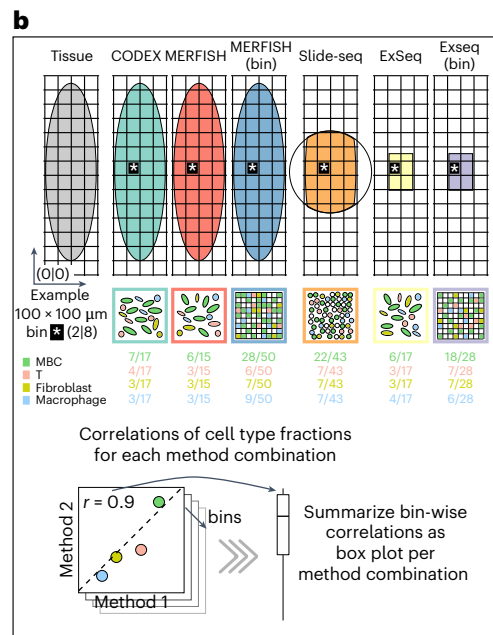 b
Tissue CODEX MERFISH MERFISH (bin) Slide-seq ExSeq Exseq (bin)
* * * * * *
(0|0)
Example
100 × 100 µm
bin * (2|8)
MBC 7/17 6/15 28/50 22/43 6/17 18/28
T 4/17 3/15 6/50 7/43 3/17 7/28
Fibroblast 3/17 3/15 7/50 7/43 3/17 7/28
Macrophage 3/17 3/15 9/50 7/43 4/17 6/28
Correlations of cell type fractions
for each method combination
r = 0.9
Method 2
bins
Method 1
Summarize bin-wise
correlations as
box plot per
method combination